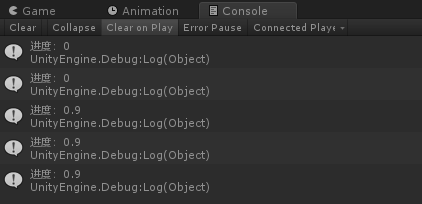 Game Animation Console
Clear Collapse Clear on Play Error Pause Connected Playe
进度: 0
UnityEngine.Debug:Log(Object)
进度: 0
UnityEngine.Debug:Log(Object)
进度: 0.9
UnityEngine.Debug:Log(Object)
进度: 0.9
UnityEngine.Debug:Log(Object)
进度: 0.9
UnityEngine.Debug:Log(Object)